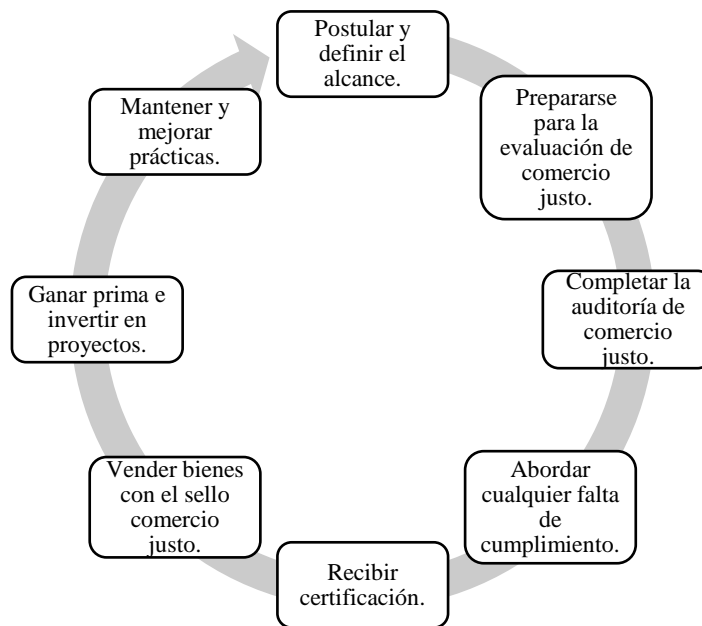 Postular y
definir el
alcance.
Prepararse
para la
evaluación de
comercio
justo.
Completar la
auditoría de
comercio
justo.
Abordar
cualquier falta
de
cumplimiento.
Recibir
certificación.
Vender bienes
con el sello
comercio
justo.
Ganar prima e
invertir en
proyectos.
Mantener y
mejorar
prácticas.